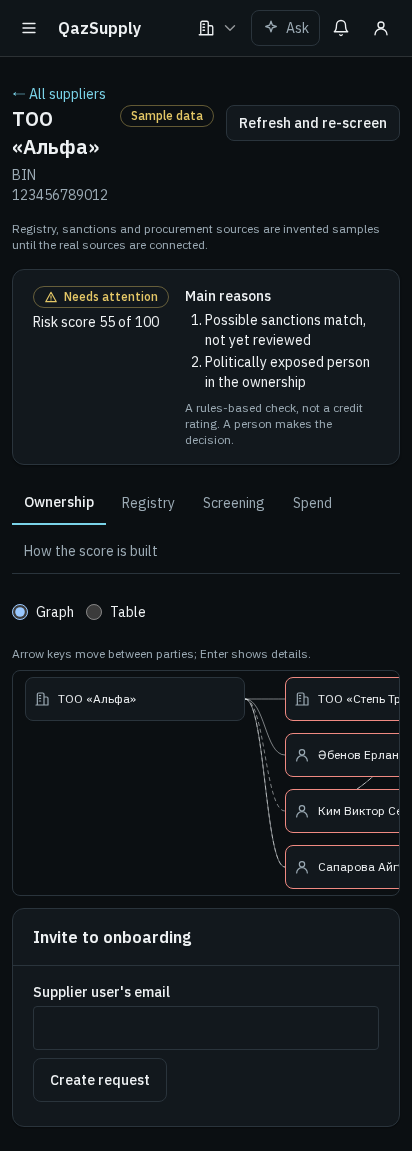 QazSupply
Ask
← All suppliers
ТОО «Альфа»
Sample data
Refresh and re-screen
BIN
123456789012
Registry, sanctions and procurement sources are invented samples
until the real sources are connected.
Needs attention
Risk score 55 of 100
Main reasons
1. Possible sanctions match,
not yet reviewed
2. Politically exposed person
in the ownership
A rules-based check, not a credit
rating. A person makes the
decision.
Ownership
Registry
Screening
Spend
How the score is built
Graph
Table
Arrow keys move between parties; Enter shows details.
ТОО «Альфа»
ТОО «Степь Тр
Әбенов Ерлан
Ким Виктор Се
Сапарова Айг
Invite to onboarding
Supplier user's email
Create request